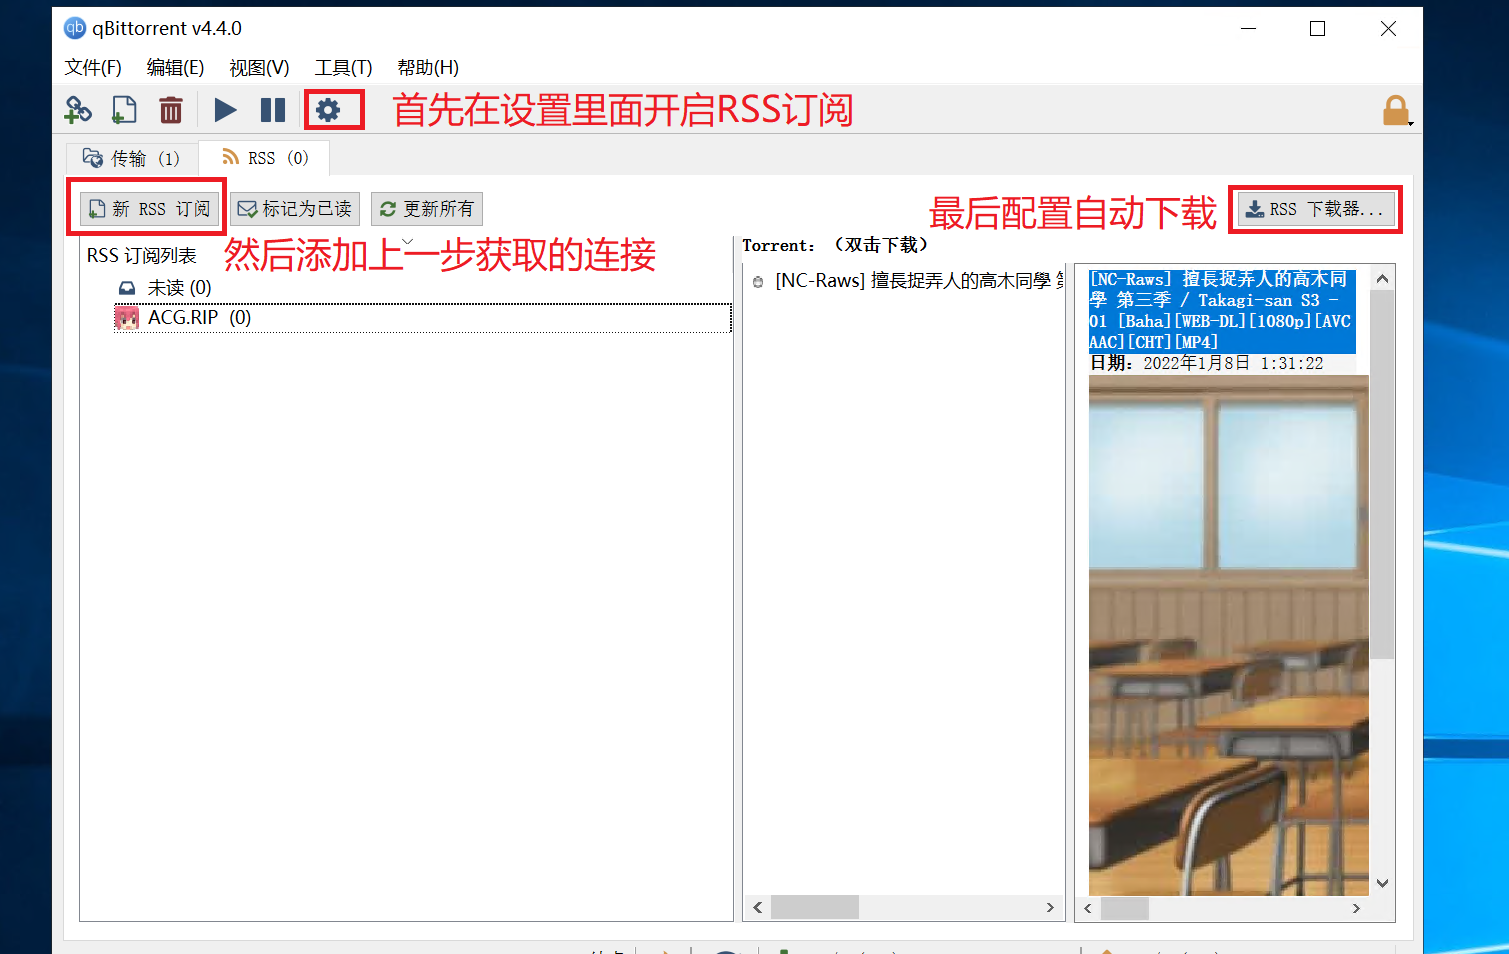 qb qBittorrent v4.4.0
文件(F) 编辑(E) 视图(V) 工具(T) 帮助(H)
首先在设置里面开启RSS订阅
传输 (1) RSS (0)
新 RSS 订阅 标记为已读 更新所有 最后配置自动下载 RSS 下载器...
RSS 订阅列表 然后添加上一步获取的连接
Torrent: （双击下载）
未读 (0)
ACG.RIP (0)
[NC-Raws] 擅長捉弄人的高木同學
[NC-Raws] 擅長捉弄人的高木同
學 第三季 / Takagi-san S3 -
01 [Baha][WEB-DL][1080p][AVC
AAC][CHT][MP4]
日期: 2022年1月8日 1:31:22